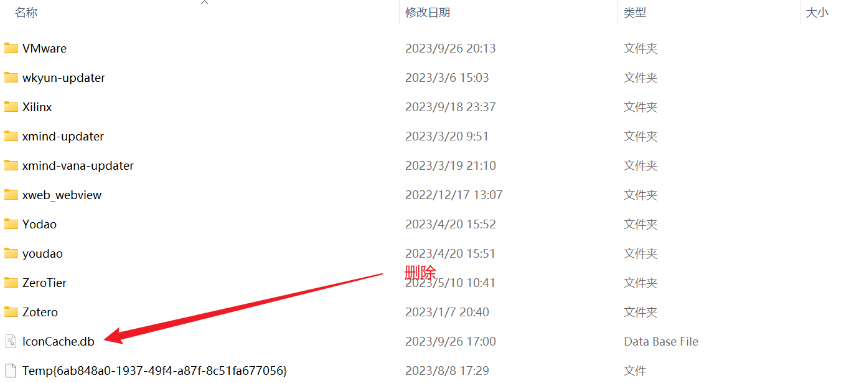 名称 修改日期 类型 大小
VMware 2023/9/26 20:13 文件夹
wkyun-updater 2023/3/6 15:03 文件夹
Xilinx 2023/9/18 23:37 文件夹
xmind-updater 2023/3/20 9:51 文件夹
xmind-vana-updater 2023/3/19 21:10 文件夹
xweb_webview 2022/12/17 13:07 文件夹
Yodao 2023/4/20 15:52 文件夹
youdao 2023/4/20 15:51 文件夹
删除
ZeroTier 2023/5/10 10:41 文件夹
Zotero 2023/1/7 20:40 文件夹
IconCache.db 2023/9/26 17:00 Data Base File
Temp{6ab848a0-1937-49f4-a87f-8c51fa677056} 2023/8/8 17:29 文件